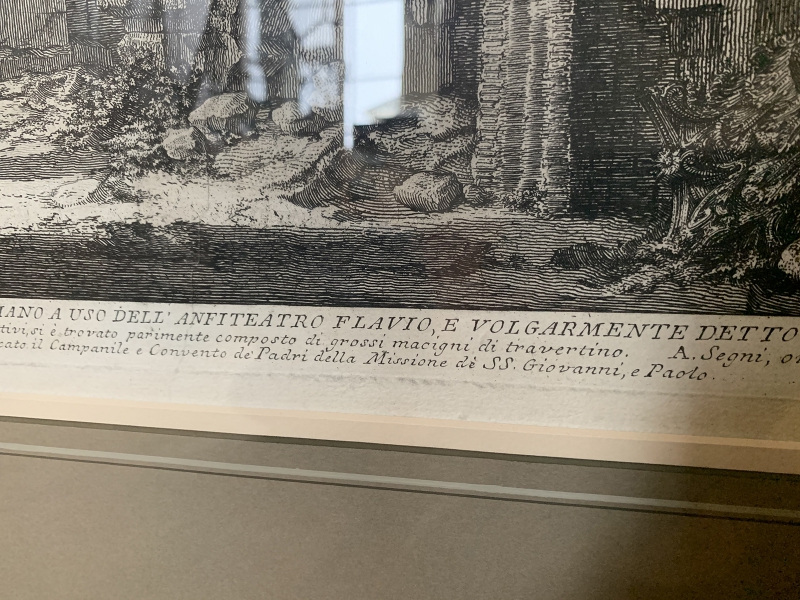 MANO A USO DELL' ANFITEATRO FLAVIO, E VOLGARMENTE DETTO
tivi, si è trovato parimente composto di grossi macigni di travertino. A. Segni, o
cato il Campanile e Convento de' Padri della Missione dè SS. Giovanni, e Paolo.